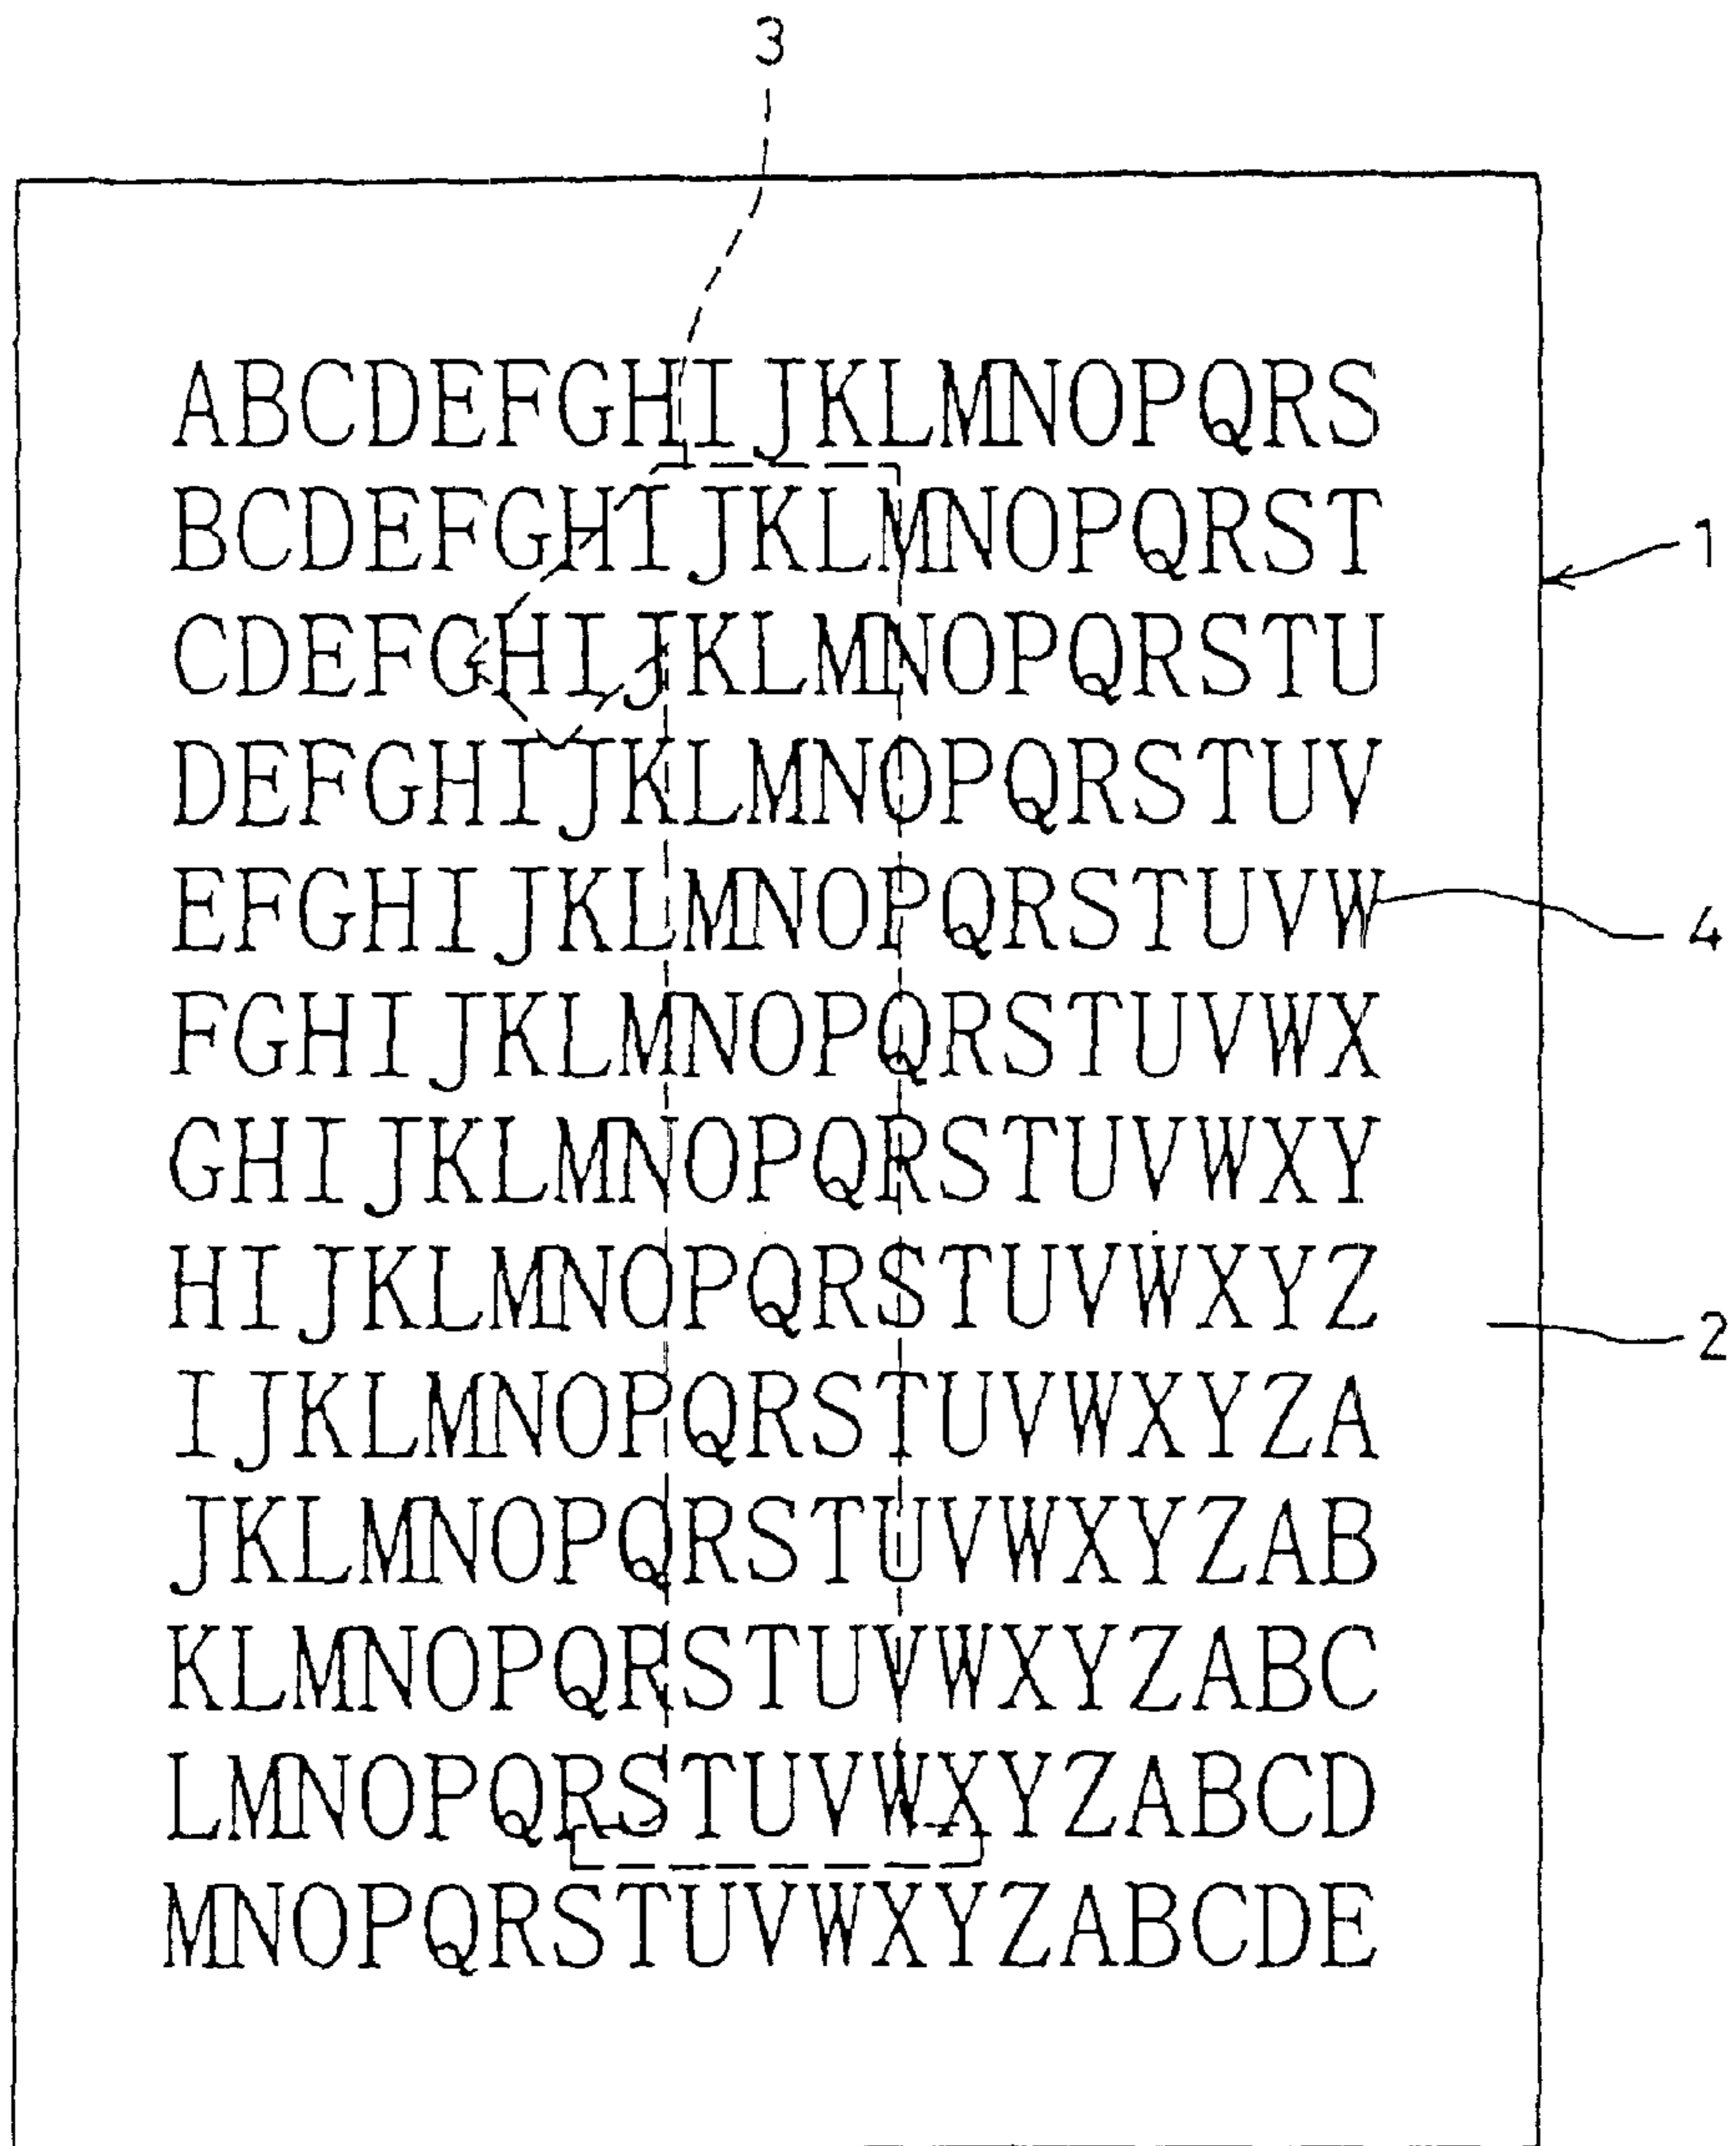 3
ABCDEFGHIJKLMNOPQRS
BCDEFGHIJKLMNOPQRST
1
CDEFGHIJKLMNOPQRSTU
DEFGHIJKLMNOPQRSTUV
EFGHIJKLMNOPQRSTUVW
4
FGHIJKLMNOPQRSTUVWX
GHIJKLMNOPQRSTUVWXY
HIJKLMNOPQRSTUVWXYZ
2
IJKLMNOPQRSTUVWXYZA
JKLMNOPQRSTUVWXYZAB
KLMNOPQRSTUVWXYZABC
LMNOPQRSTUVWXYZABCD
MNOPQRSTUVWXYZABCDE